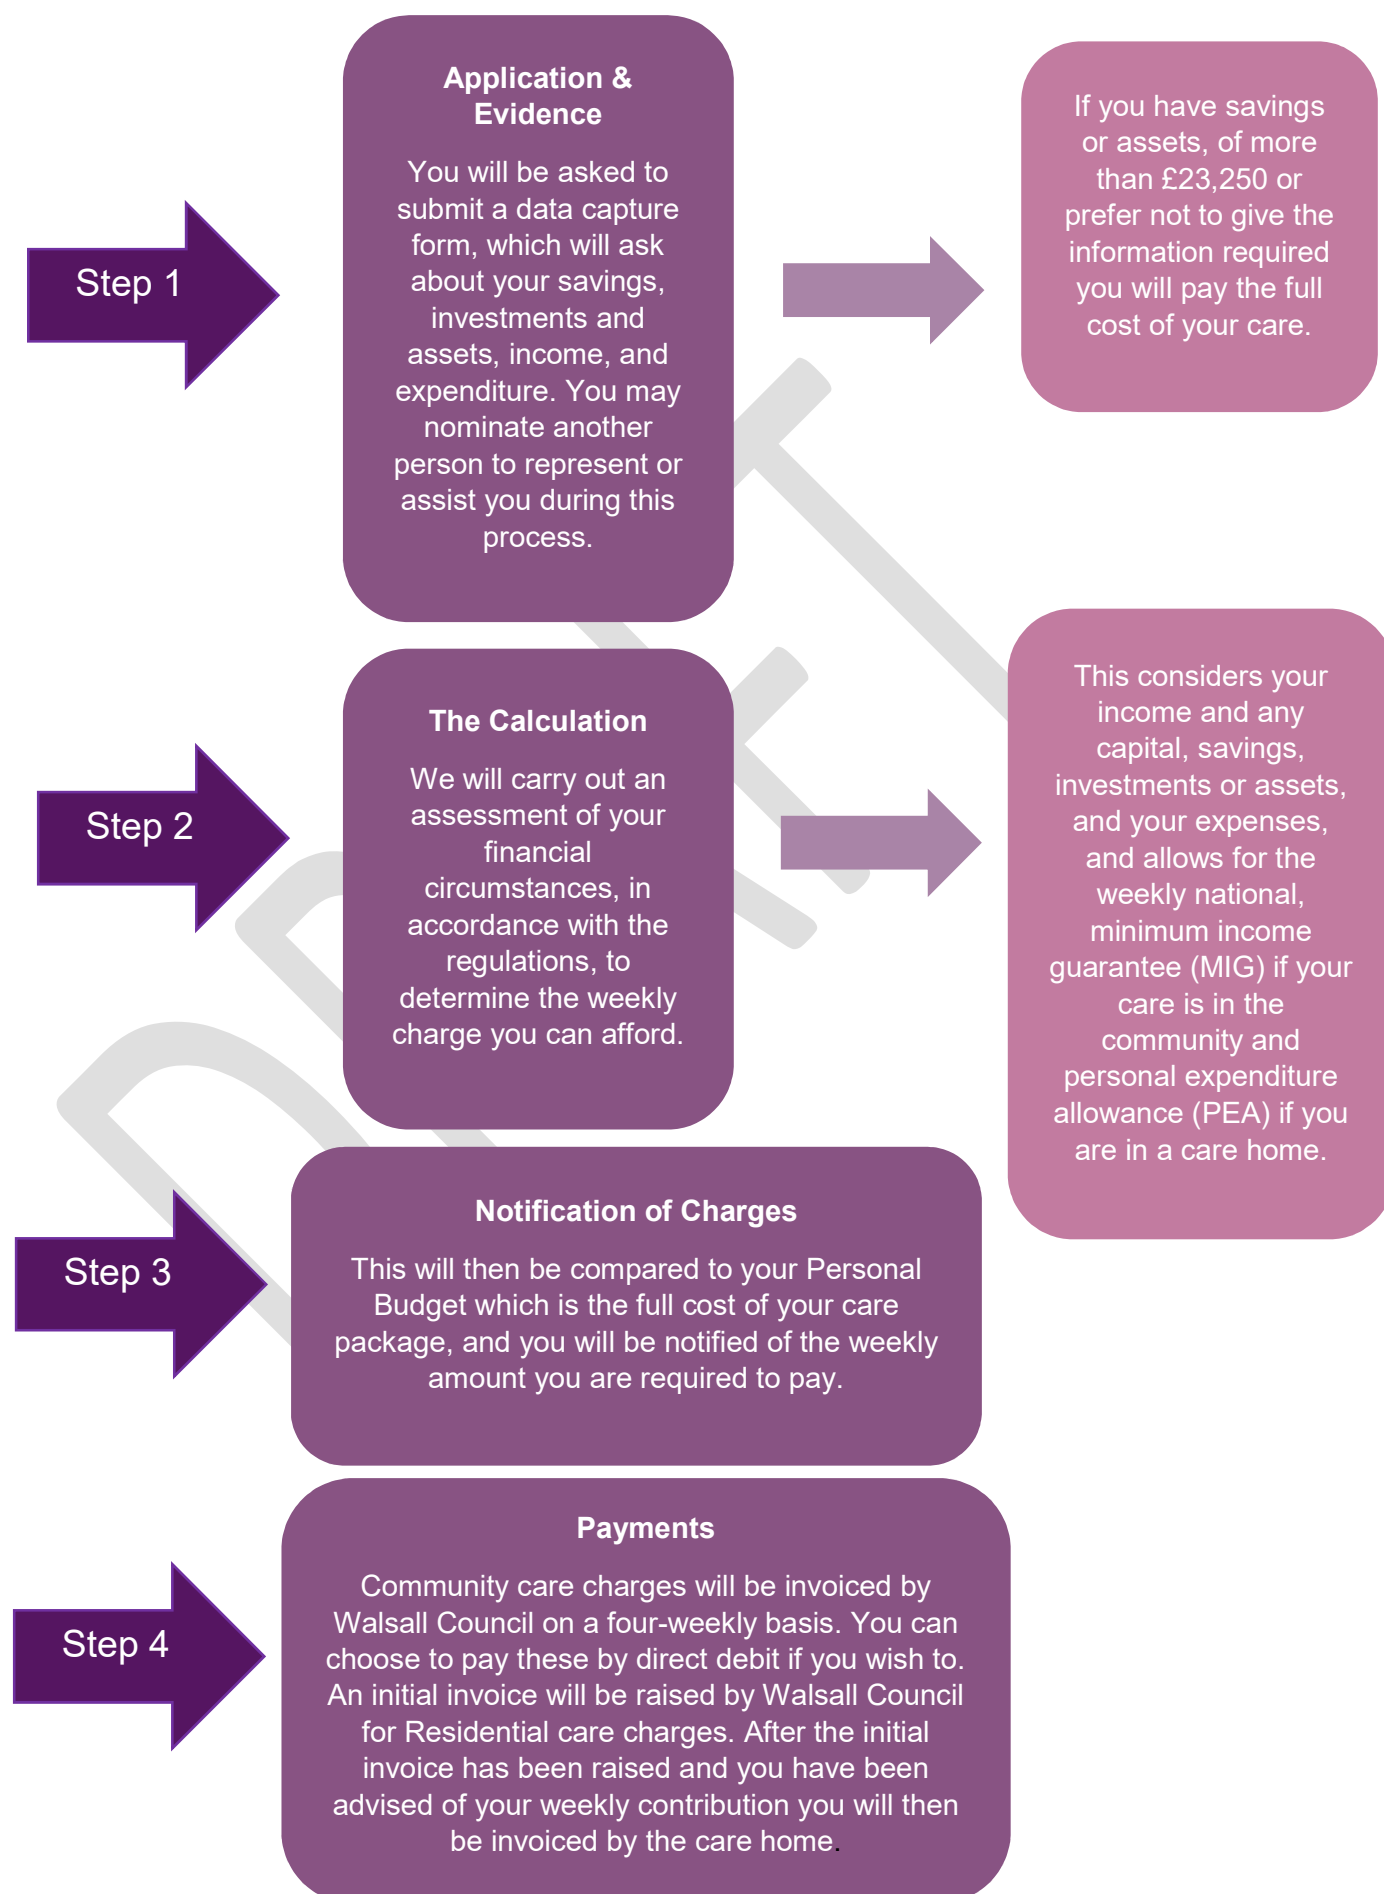 Step 1
Application &
Evidence
You will be asked to
submit a data capture
form, which will ask
about your savings,
investments and
assets, income, and
expenditure. You may
nominate another
person to represent or
assist you during this
process.
If you have savings
or assets, of more
than £23,250 or
prefer not to give the
information required
you will pay the full
cost of your care.
Step 2
The Calculation
We will carry out an
assessment of your
financial
circumstances, in
accordance with the
regulations, to
determine the weekly
charge you can afford.
This considers your
income and any
capital, savings,
investments or assets,
and your expenses,
and allows for the
weekly national,
minimum income
guarantee (MIG) if your
care is in the
community and
personal expenditure
allowance (PEA) if you
are in a care home.
Step 3
Notification of Charges
This will then be compared to your Personal
Budget which is the full cost of your care
package, and you will be notified of the weekly
amount you are required to pay.
Step 4
Payments
Community care charges will be invoiced by
Walsall Council on a four-weekly basis. You can
choose to pay these by direct debit if you wish to.
An initial invoice will be raised by Walsall Council
for Residential care charges. After the initial
invoice has been raised and you have been
advised of your weekly contribution you will then
be invoiced by the care home.
DRAFT